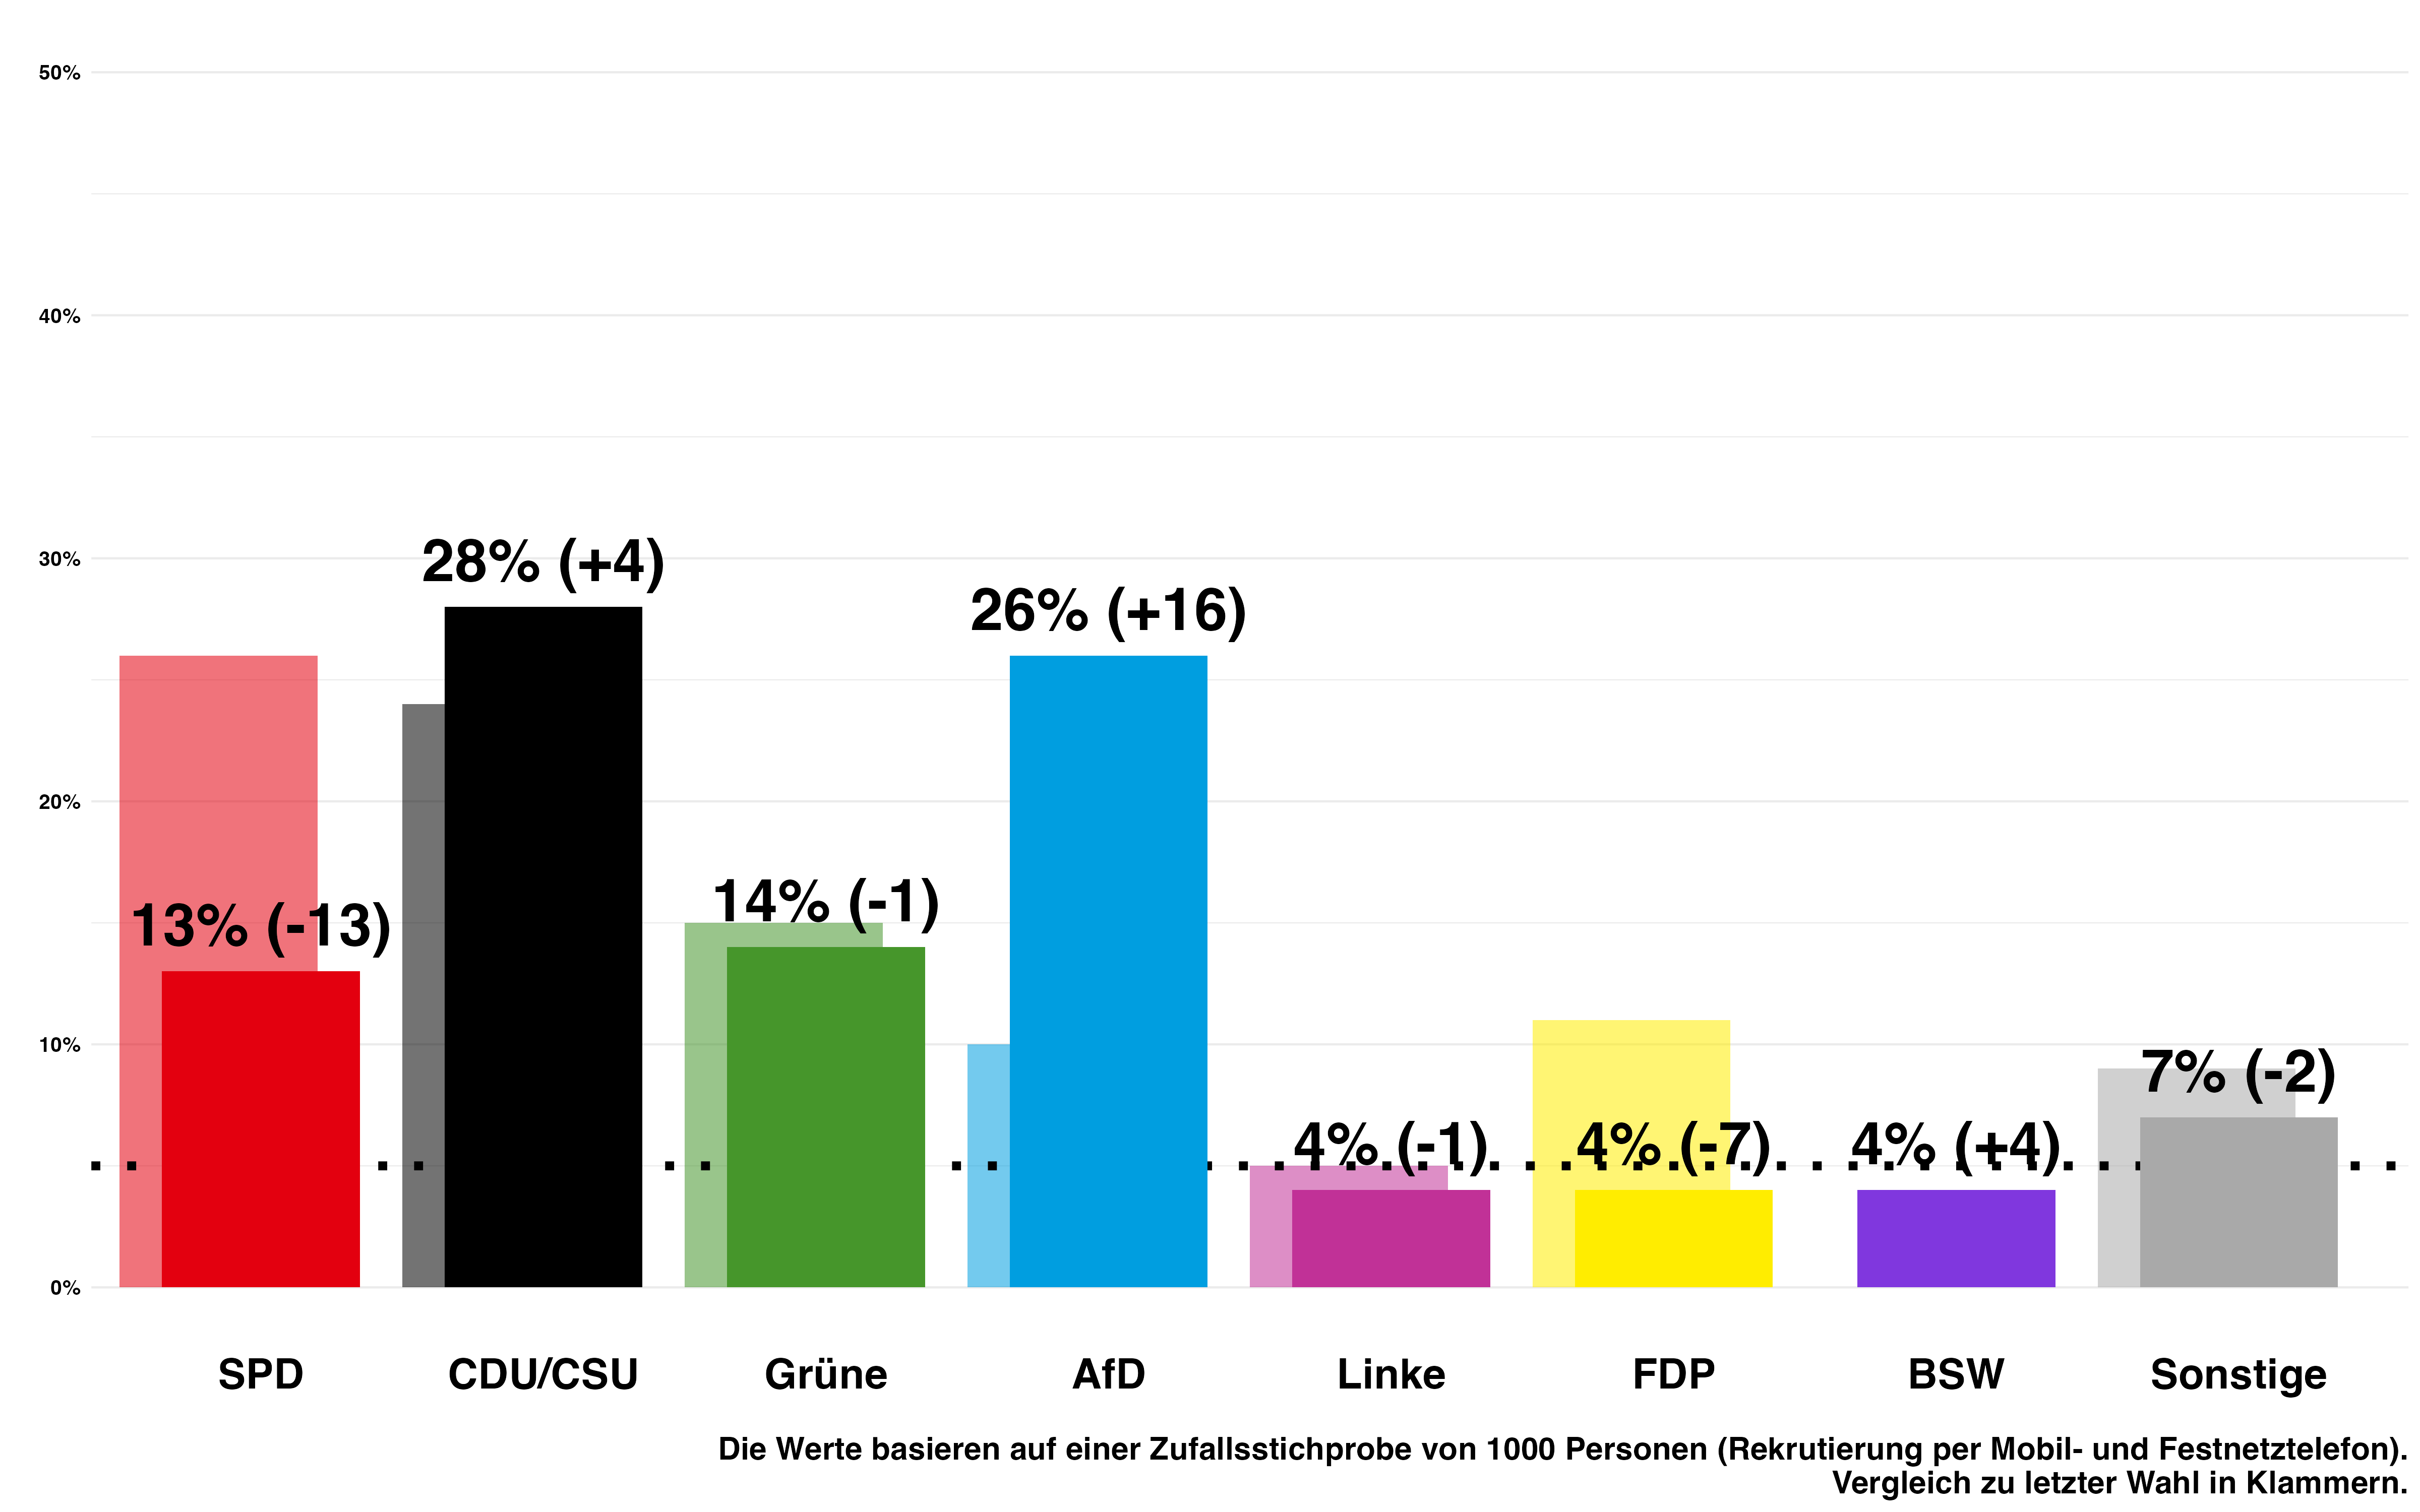 50%
40%
30%
20%
10%
0%
13% (-13)
28% (+4)
14% (-1)
26% (+16)
4% (-1)
4% (-7)
4% (+4)
7% (-2)
SPD
CDU/CSU
Grüne
AfD
Linke
FDP
BSW
Sonstige
Die Werte basieren auf einer Zufallsstichprobe von 1000 Personen (Rekrutierung per Mobil- und Festnetztelefon).
Vergleich zu letzter Wahl in Klammern.